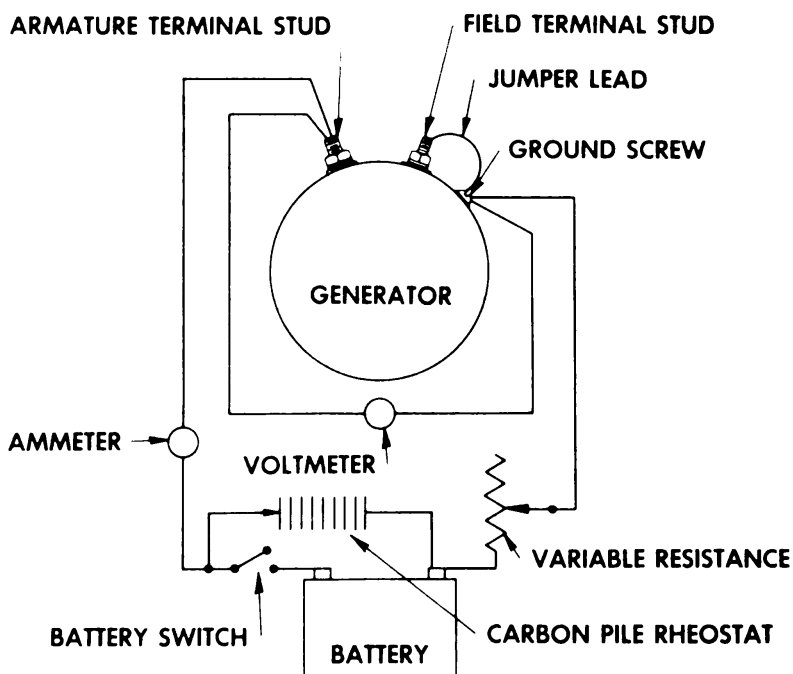 ARMATURE TERMINAL STUD
FIELD TERMINAL STUD
JUMPER LEAD
GROUND SCREW
GENERATOR
AMMETER
VOLTMETER
VARIABLE RESISTANCE
BATTERY SWITCH
CARBON PILE RHEOSTAT
BATTERY